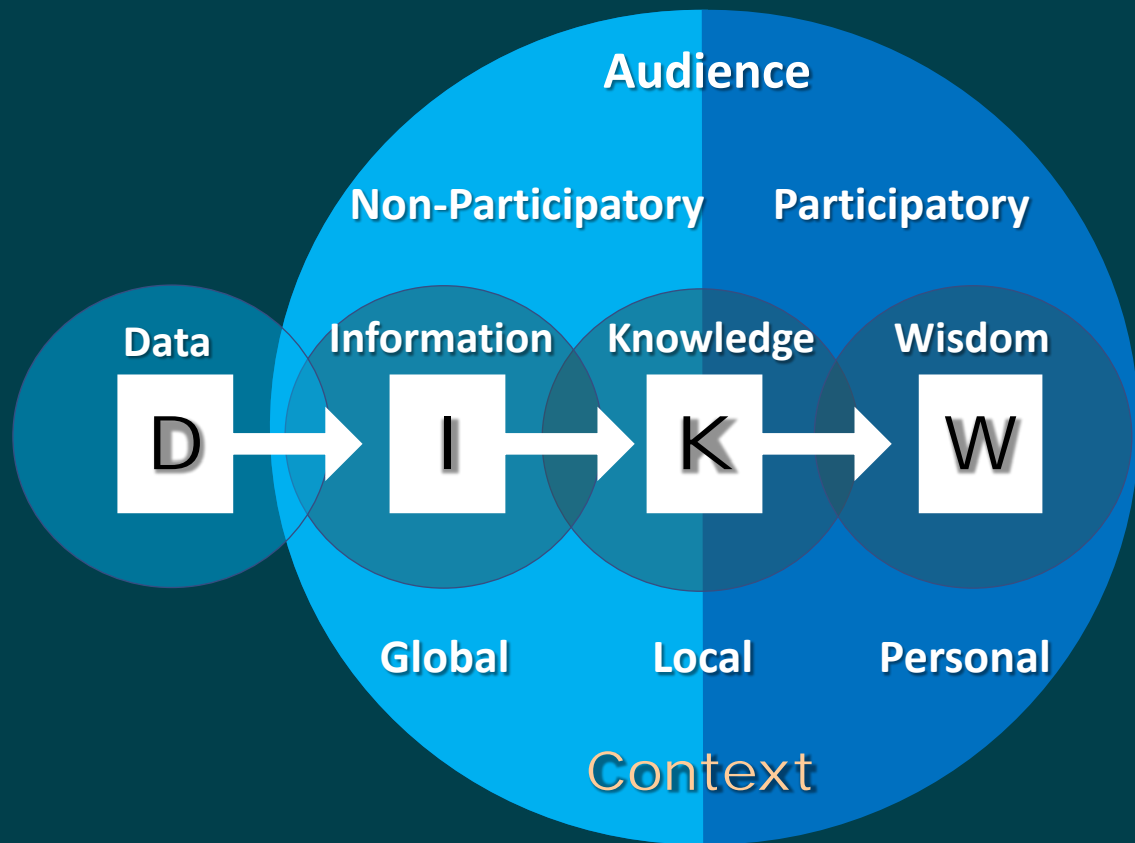 Audience
Non-Participatory Participatory
Data Information Knowledge Wisdom
D I K W
Global Local Personal
Context